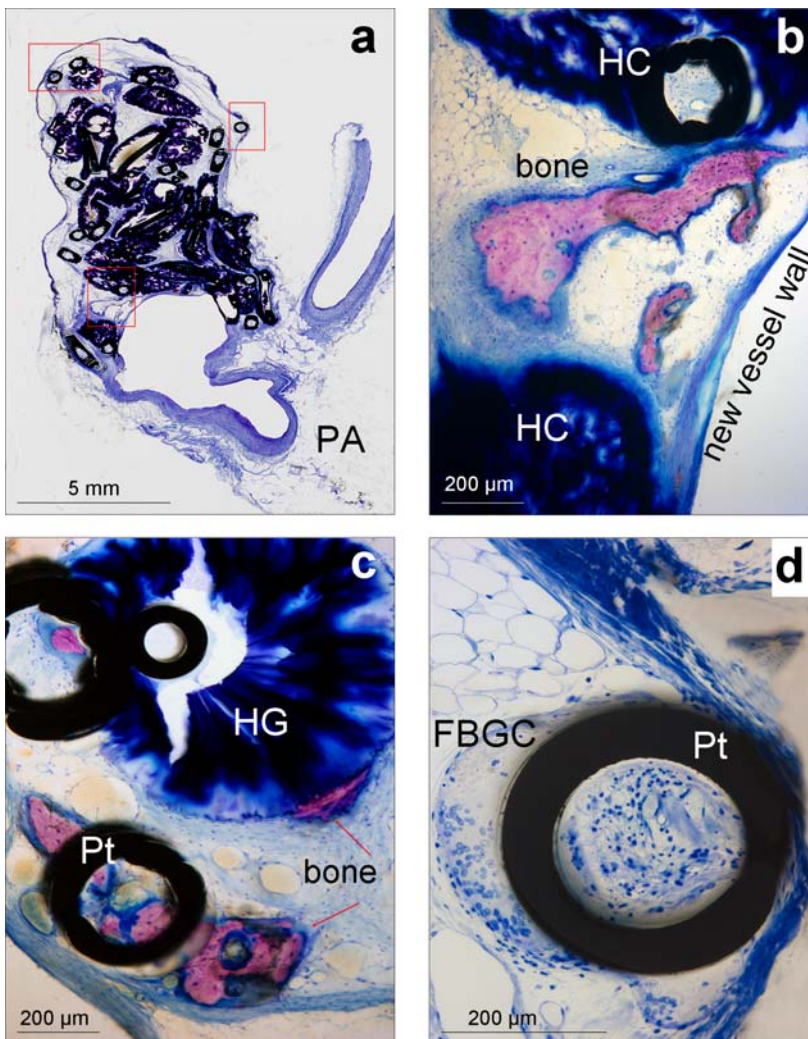 a
PA
5 mm
b
HC
bone
HC
new vessel wall
200 µm
c
HG
Pt
bone
200 µm
d
FBGC
Pt
200 µm